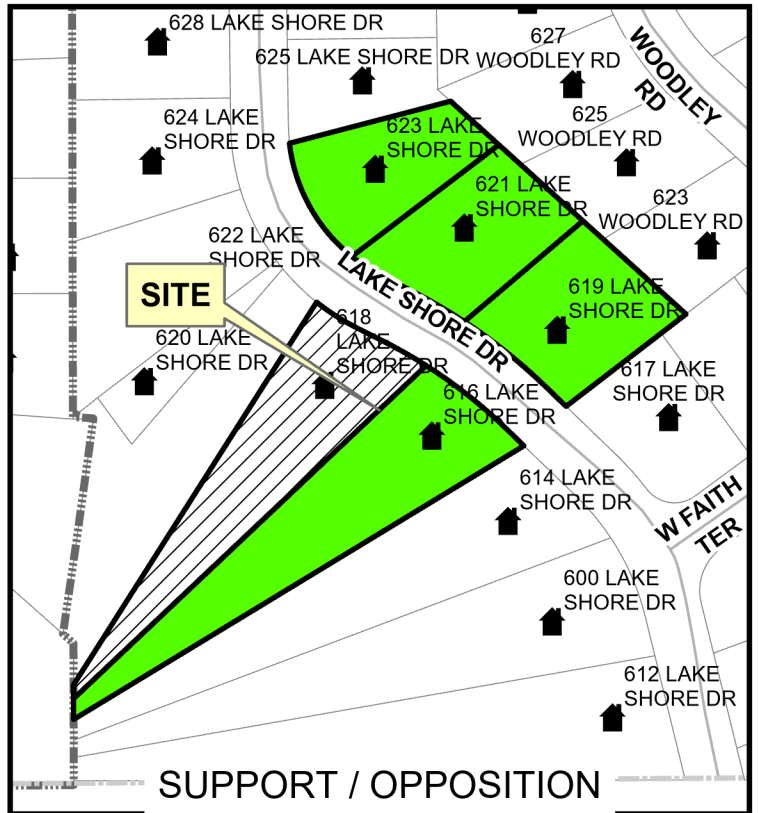 628 LAKE SHORE DR
625 LAKE SHORE DR
627
WOODLEY RD
WOODLEY
RD
624 LAKE
SHORE DR
623 LAKE
SHORE DR
625
WOODLEY RD
621 LAKE
SHORE DR
623
WOODLEY RD
622 LAKE
SHORE DR
LAKE SHORE DR
SITE
619 LAKE
SHORE DR
618
LAKE
SHORE DR
620 LAKE
SHORE DR
617 LAKE
SHORE DR
616 LAKE
SHORE DR
614 LAKE
SHORE DR
W FAITH
TER
600 LAKE
SHORE DR
612 LAKE
SHORE DR
SUPPORT / OPPOSITION